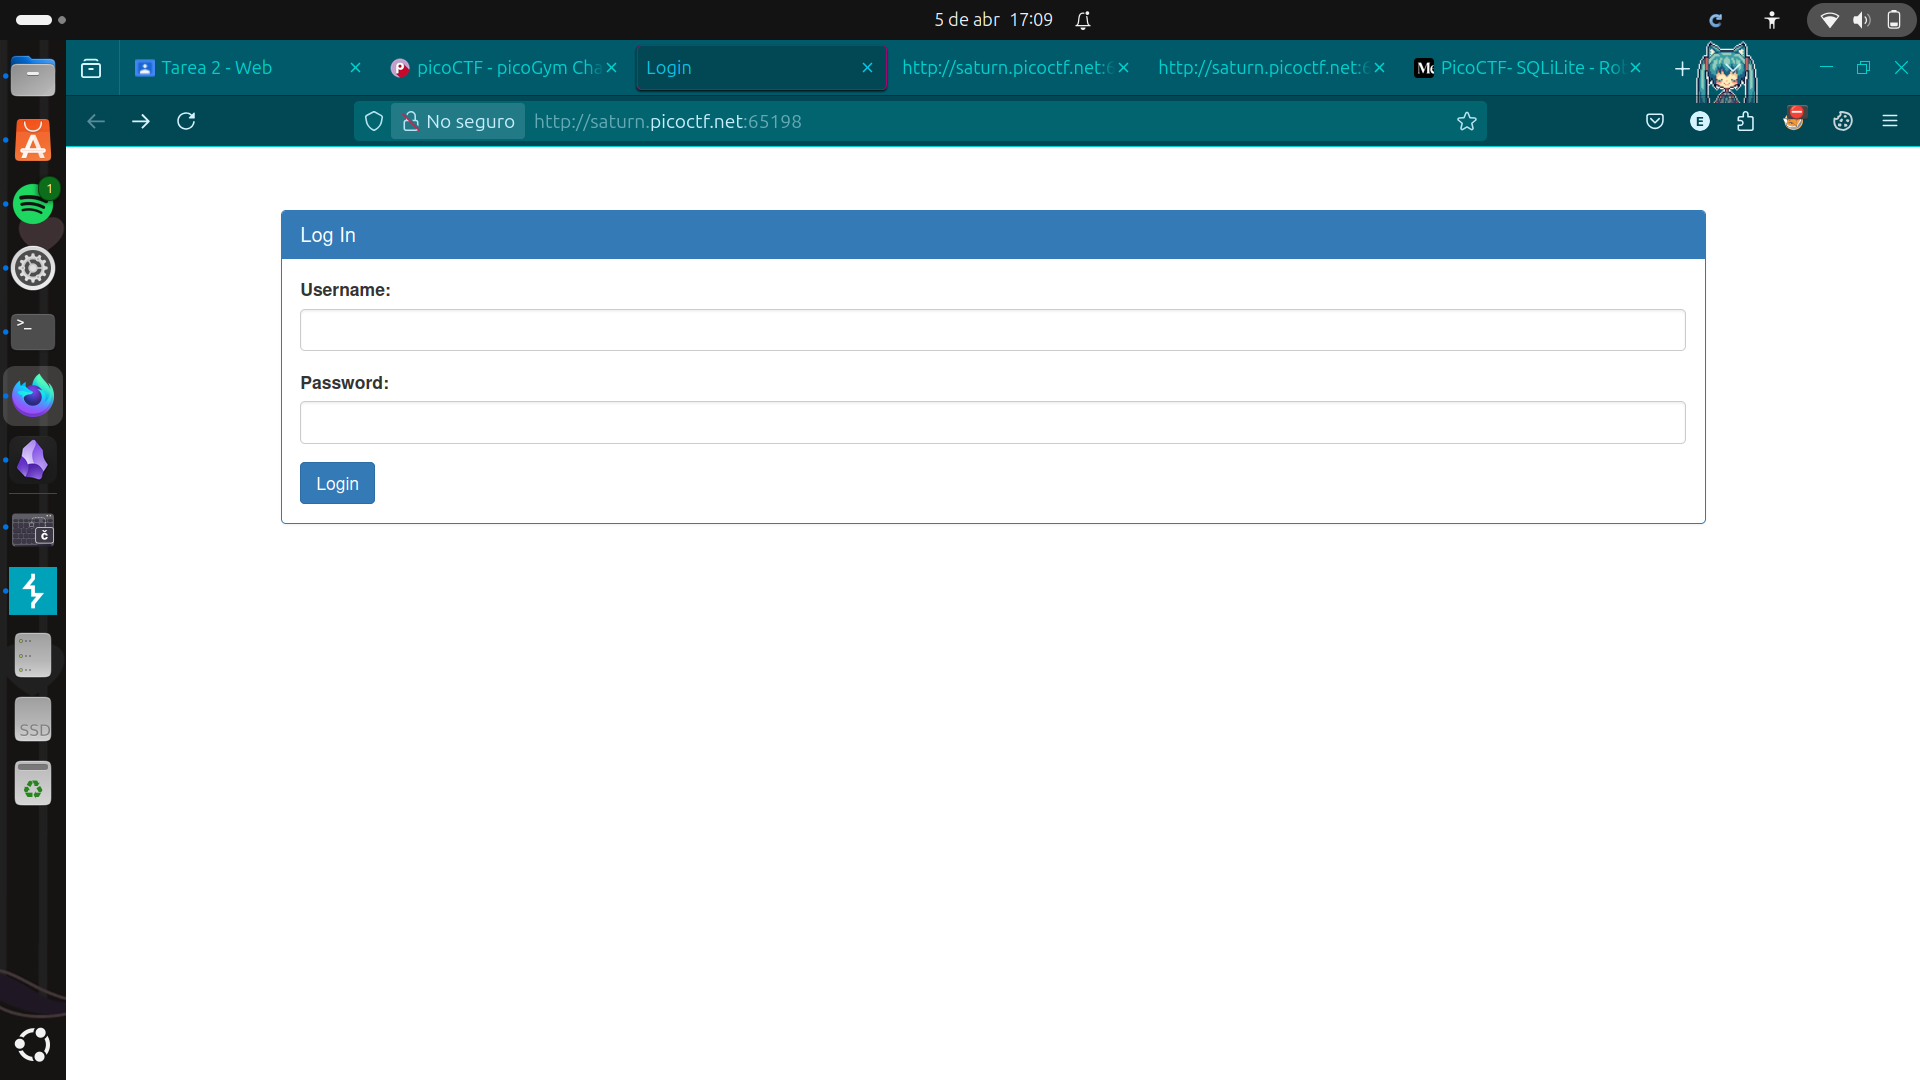 5 de abr 17:09
Tarea 2 - Web
picoCTF - picoGym Cha
Login
http://saturn.picoctf.net:6
http://saturn.picoctf.net:6
PicoCTF- SQLiLite - Rol
No seguro
http://saturn.picoctf.net:65198
E
1
Log In
Username:
Password:
Login
>_
č
SSD